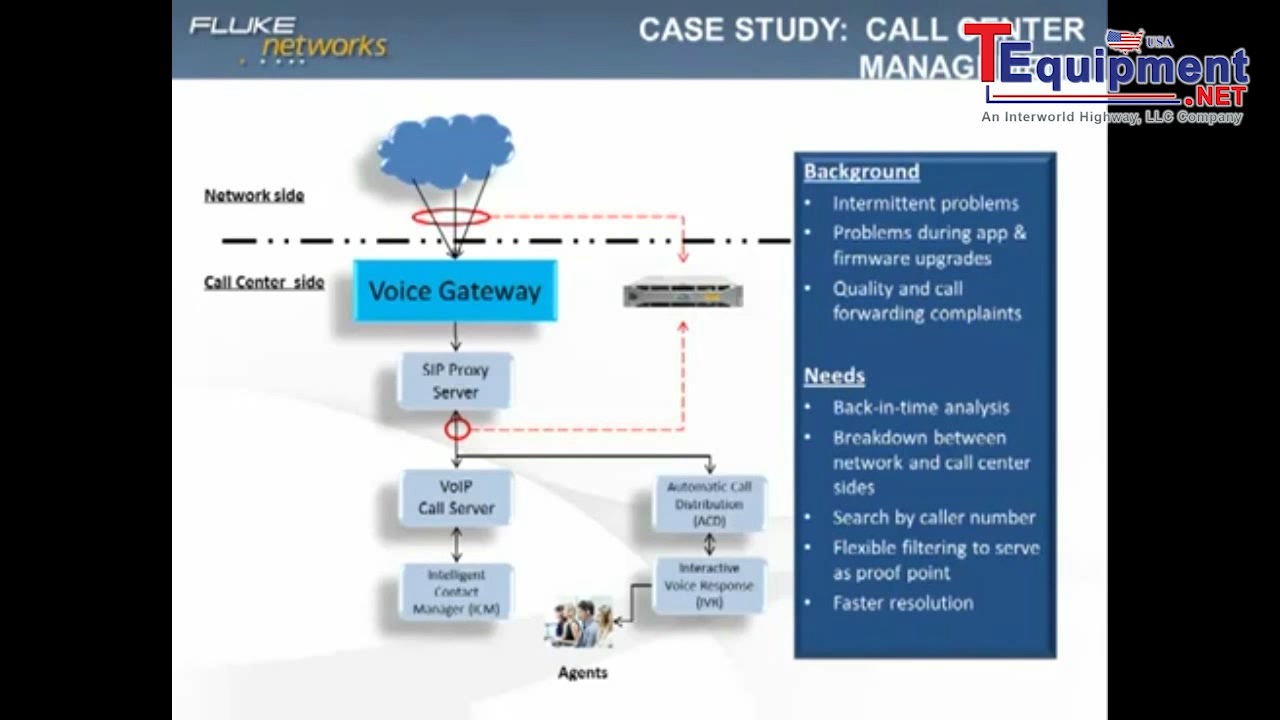 FLUKE
networks
CASE STUDY: CALL CENTER
TEquipment
USA
.NET
An Interworld Highway, LLC Company
Network side
Call Center side
Voice Gateway
SIP Proxy
Server
VoIP
Call Server
Intelligent
Contact
Manager (ICM)
Automatic Call
Distribution
(ACD)
Interactive
Voice Response
(IVR)
Agents
Background
• Intermittent problems
• Problems during app &
firmware upgrades
• Quality and call
forwarding complaints
Needs
• Back-in-time analysis
• Breakdown between
network and call center
sides
• Search by caller number
• Flexible filtering to serve
as proof point
• Faster resolution